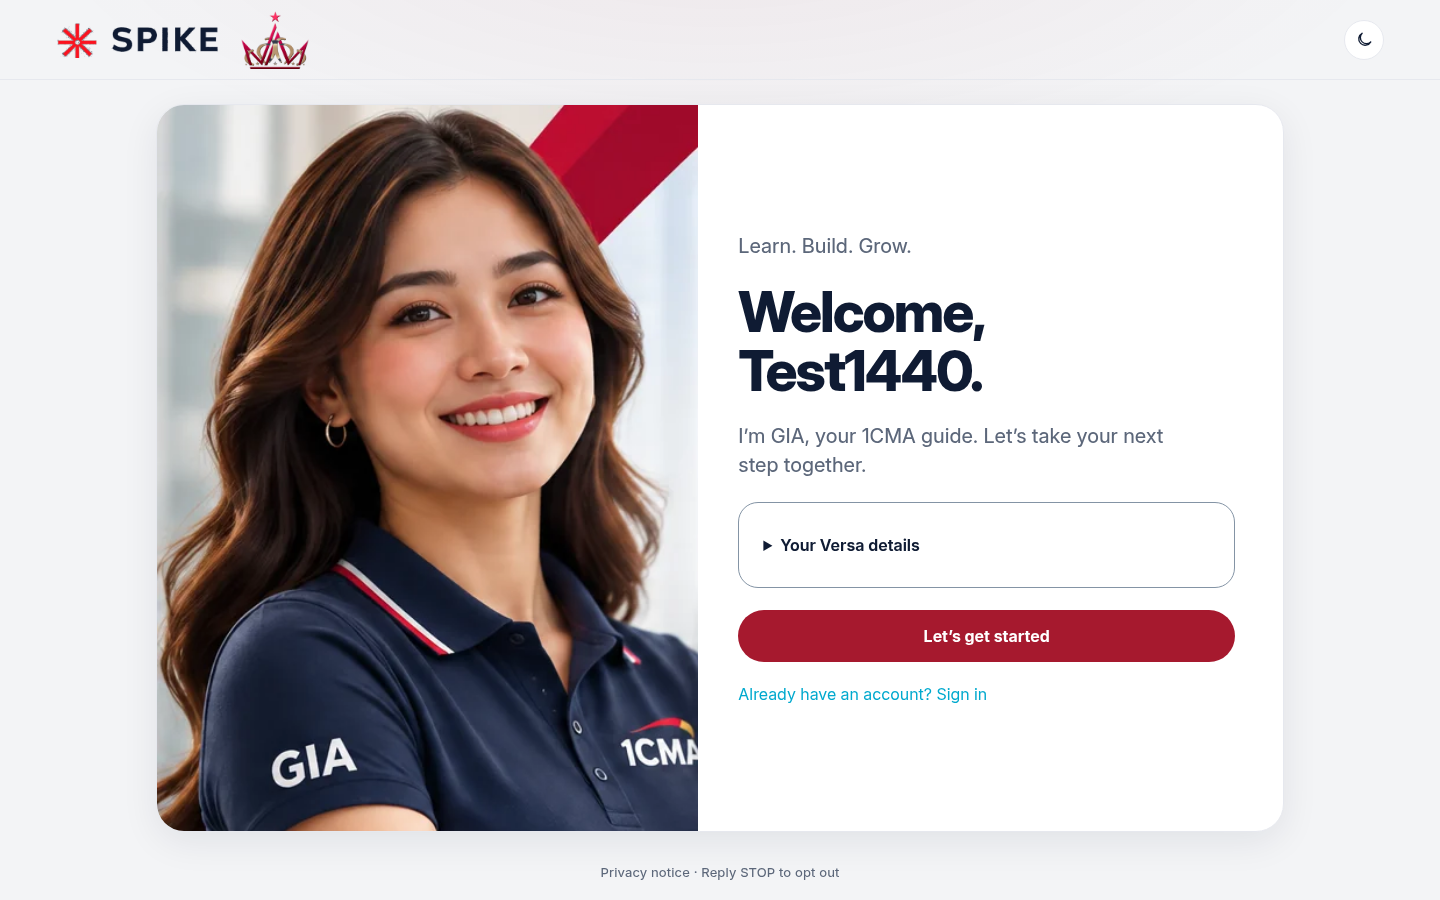 SPIKE
Learn. Build. Grow.
Welcome,
Test1440.
I’m GIA, your 1CMA guide. Let’s take your next
step together.
Your Versa details
Let’s get started
Already have an account? Sign in
GIA
1CMA
Privacy notice · Reply STOP to opt out